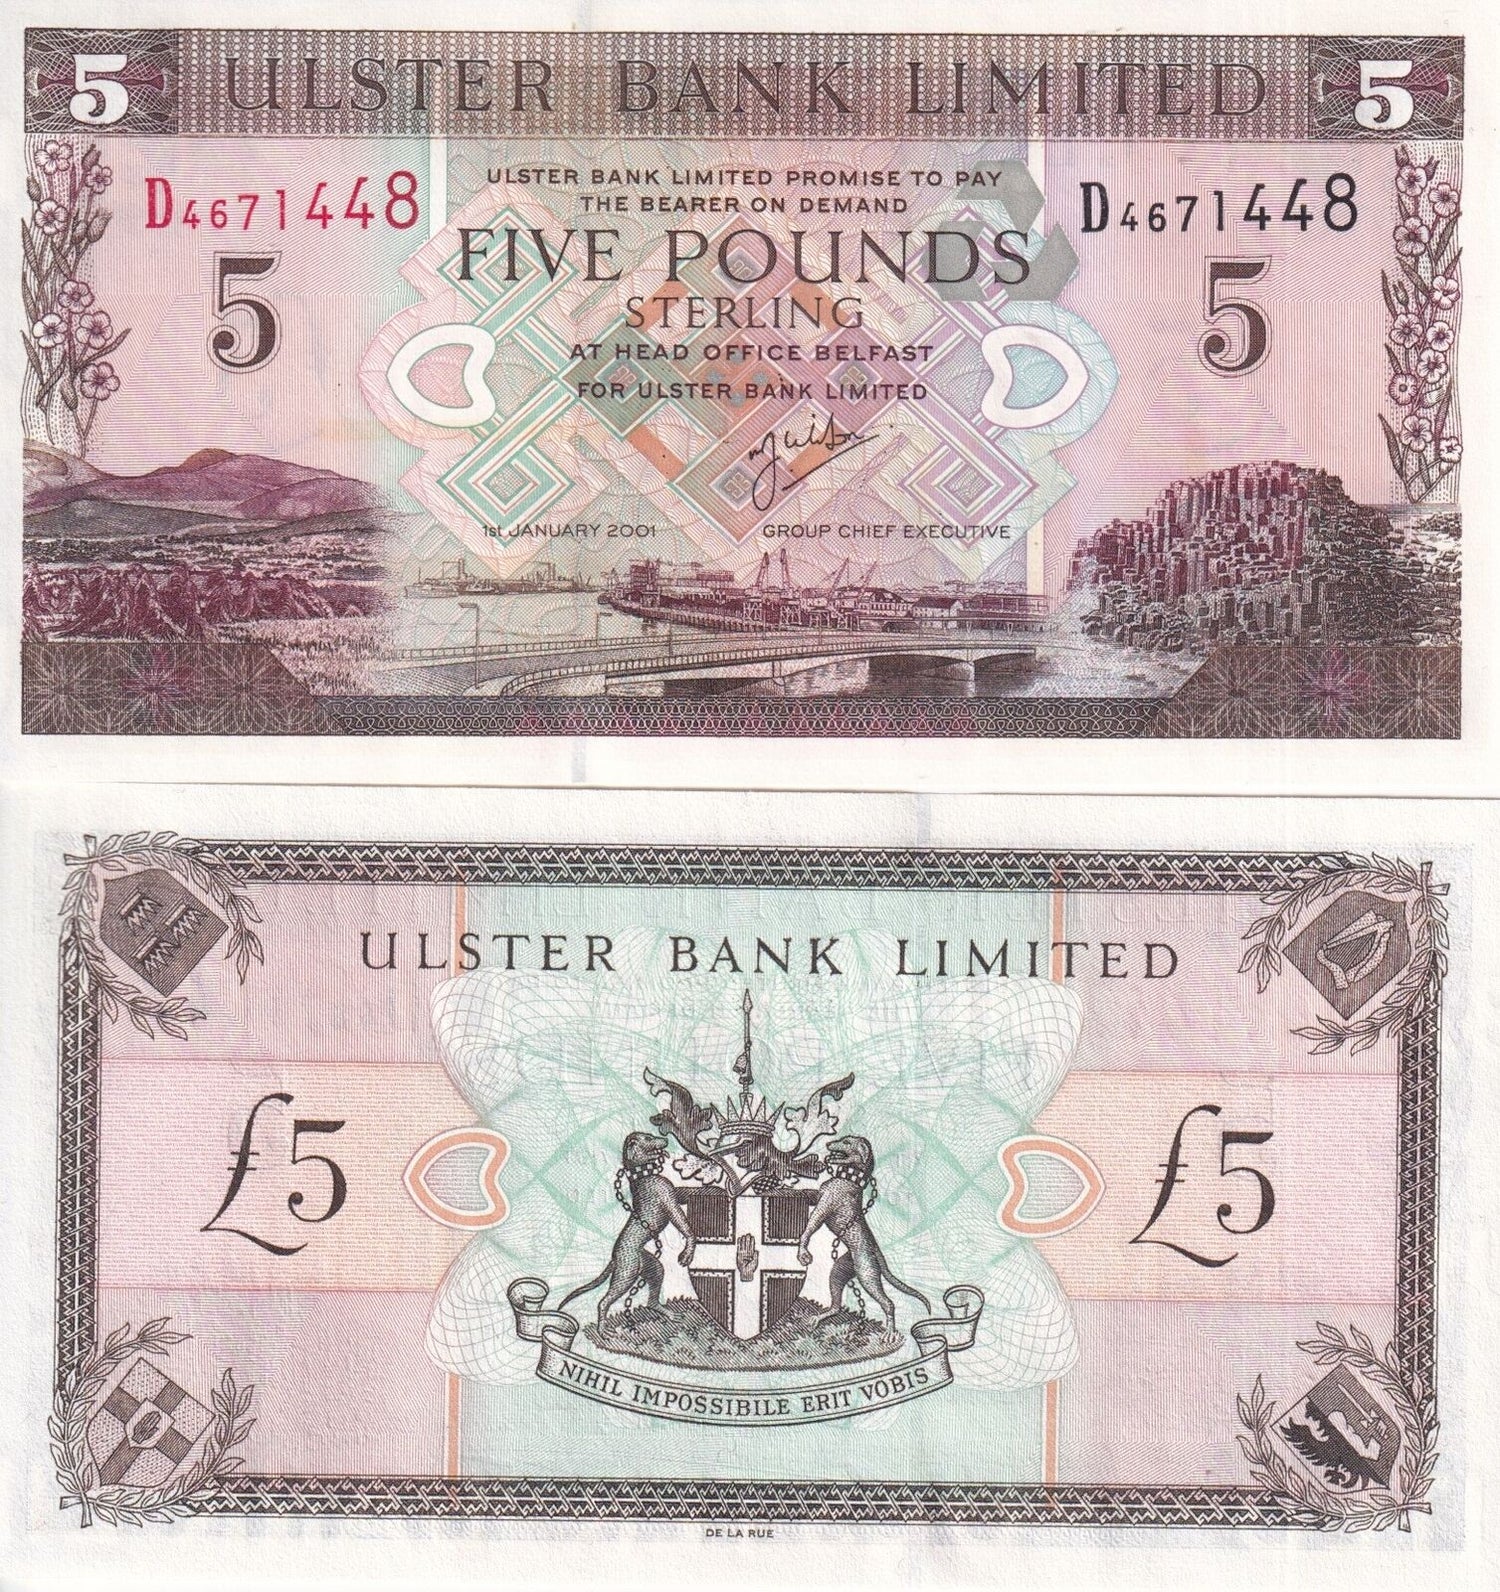 5 ULSTER BANK LIMITED 5
D4671448 D4671448
ULSTER BANK LIMITED PROMISE TO PAY
THE BEARER ON DEMAND
5 FIVE POUNDS 5
STERLING
AT HEAD OFFICE BELFAST
FOR ULSTER BANK LIMITED
1st JANUARY 2001 GROUP CHIEF EXECUTIVE
ULSTER BANK LIMITED
£5 £5
NIHIL IMPOSSIBILE ERIT VOBIS
DE LA RUE